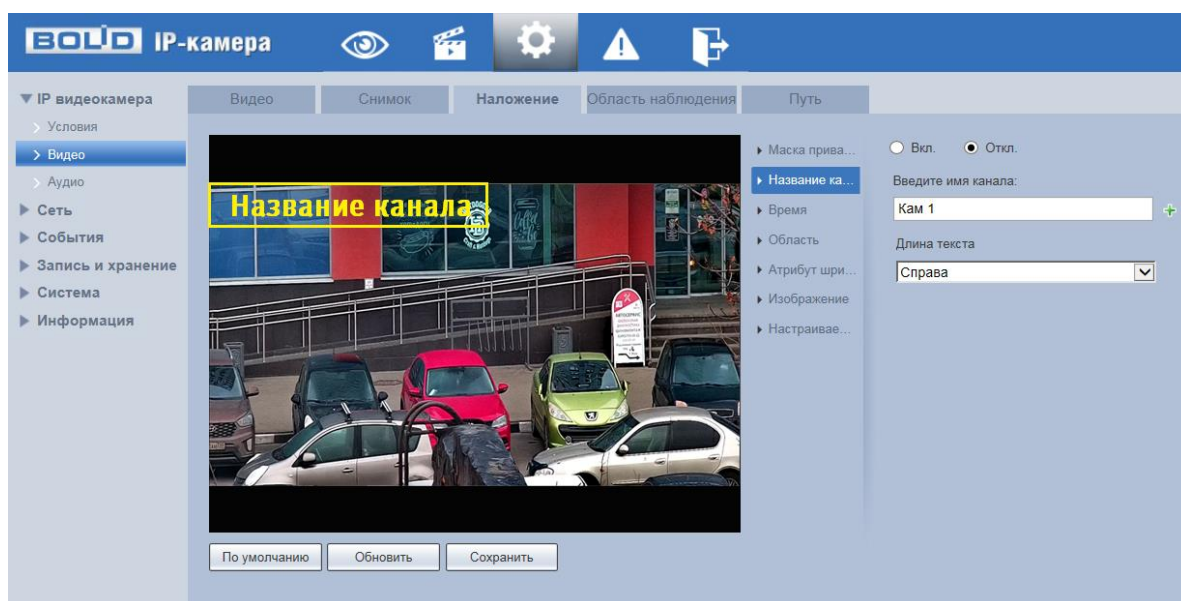 BOLID IP-камера
IP видеокамера
Условия
Видео
Аудио
Сеть
События
Запись и хранение
Система
Информация
Видео
Снимок
Наложение
Область наблюдения
Путь
Название канала
По умолчанию
Обновить
Сохранить
Маска прива...
Название ка...
Время
Область
Атрибут шри...
Изображение
Настраивае...
Вкл.
Откл.
Введите имя канала:
Кам 1
Длина текста
Справа